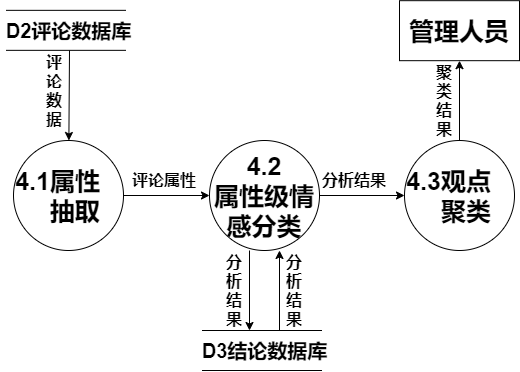 D2评论数据库
管理人员
评论数据
聚类结果
4.1属性
抽取
评论属性
4.2
属性级情
感分类
分析结果
4.3观点
聚类
分析结果
分析结果
D3结论数据库